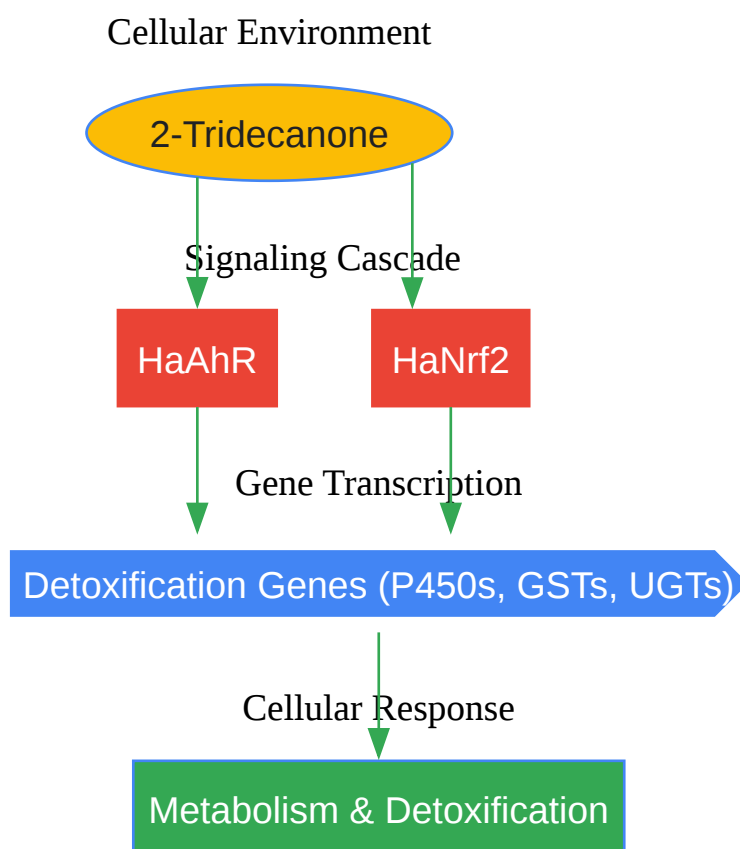 Cellular Environment
2-Tridecanone
Signaling Cascade
HaAhR
HaNrf2
Gene Transcription
Detoxification Genes (P450s, GSTs, UGTs)
Cellular Response
Metabolism & Detoxification